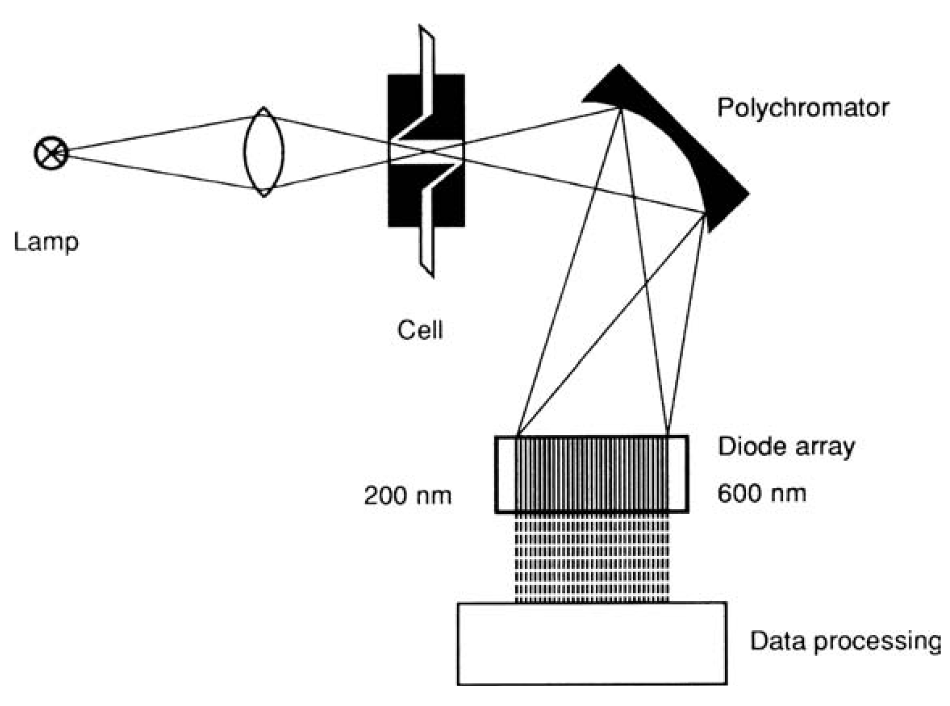 Polychromator
Lamp
Cell
Diode array
200 nm
600 nm
Data processing